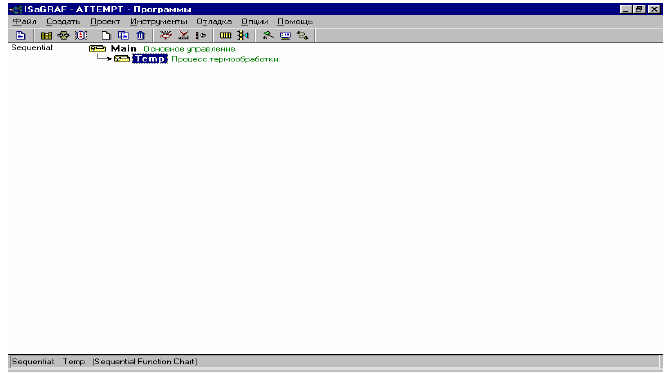 ISaGRAF - ATTEMPT - Программы
Файл Создать Проект Инструменты Отладка Опции Помощь
Sequential: Main Основное управление
Temp Процесс термообработки
Sequential: Temp (Sequential Function Chart)